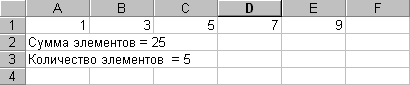 A B C D E F
1 1 3 5 7 9
2 Сумма элементов = 25
3 Количество элементов = 5
4